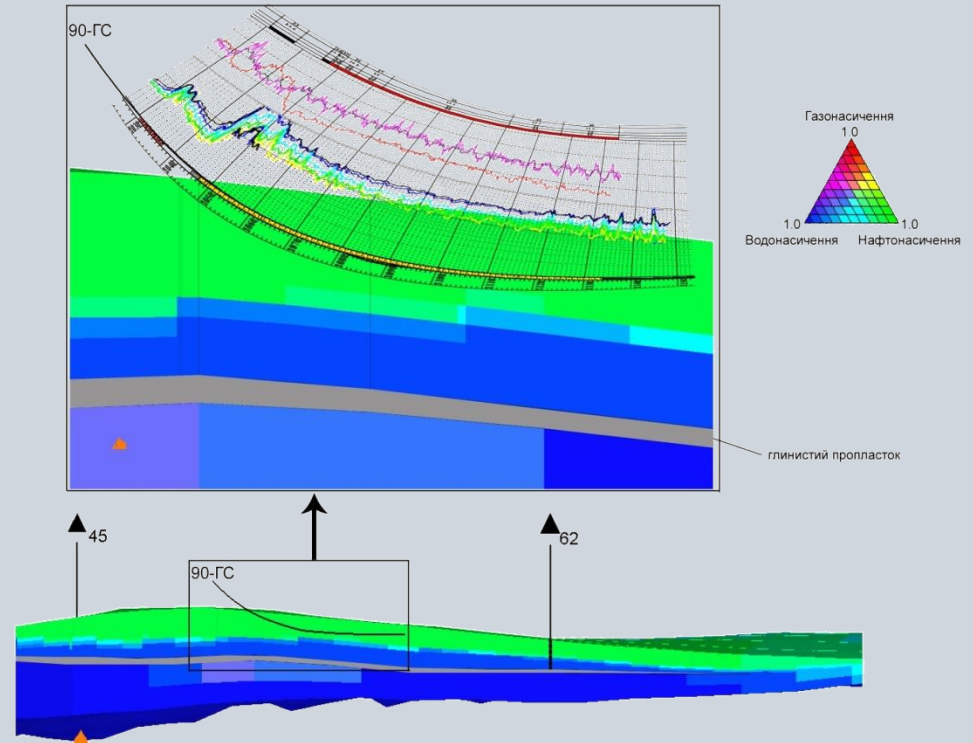 90-ГС
Газонасичення
1.0
1.0
1.0
Водонасичення
Нафтонасичення
глинистий пропласток
45
62
90-ГС